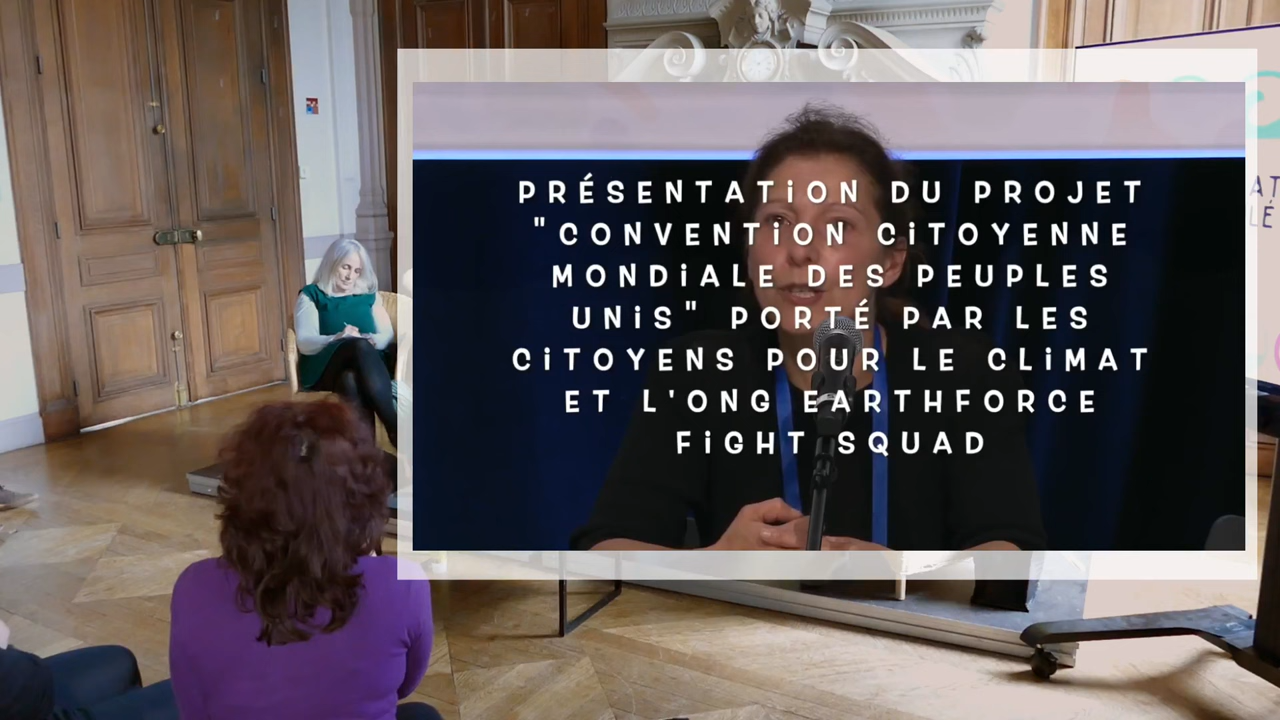 PRÉSENTATiON DU PROJET
"CONVENTiON CiTOYENNE
MONDiALE DES PEUPLES
UNiS" PORTÉ PAR LES
CiTOYENS POUR LE CLiMAT
ET L'ONG EARTHFORCE
FiGHT SQUAD